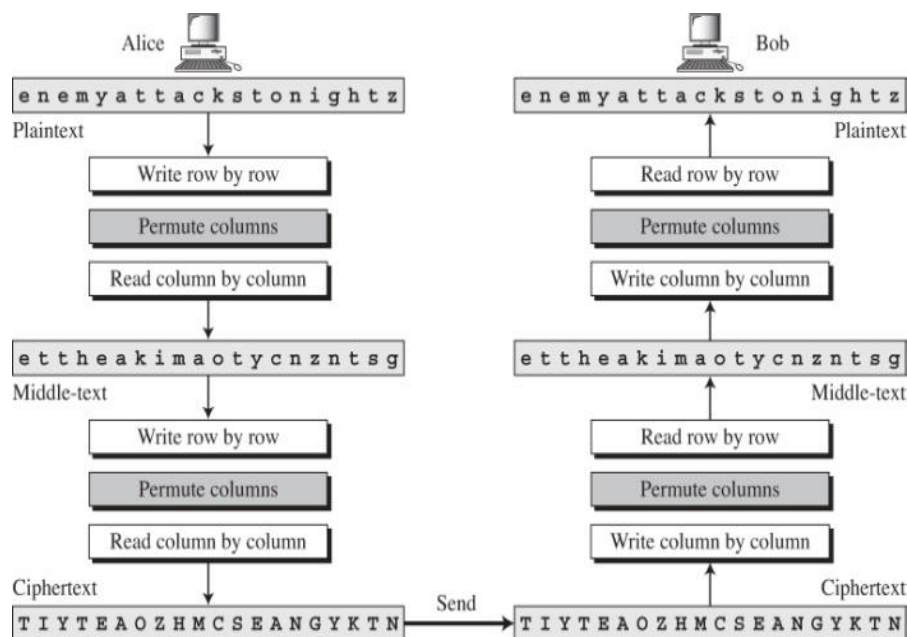 Alice
e n e m y a t t a c k s t o n i g h t z
Plaintext
Write row by row
Permute columns
Read column by column
e t t h e a k i m a o t y c n z n t s g
Middle-text
Write row by row
Permute columns
Read column by column
Ciphertext
T I Y T E A O Z H M C S E A N G Y K T N
Send
Bob
e n e m y a t t a c k s t o n i g h t z
Plaintext
Read row by row
Permute columns
Write column by column
e t t h e a k i m a o t y c n z n t s g
Middle-text
Read row by row
Permute columns
Write column by column
Ciphertext
T I Y T E A O Z H M C S E A N G Y K T N